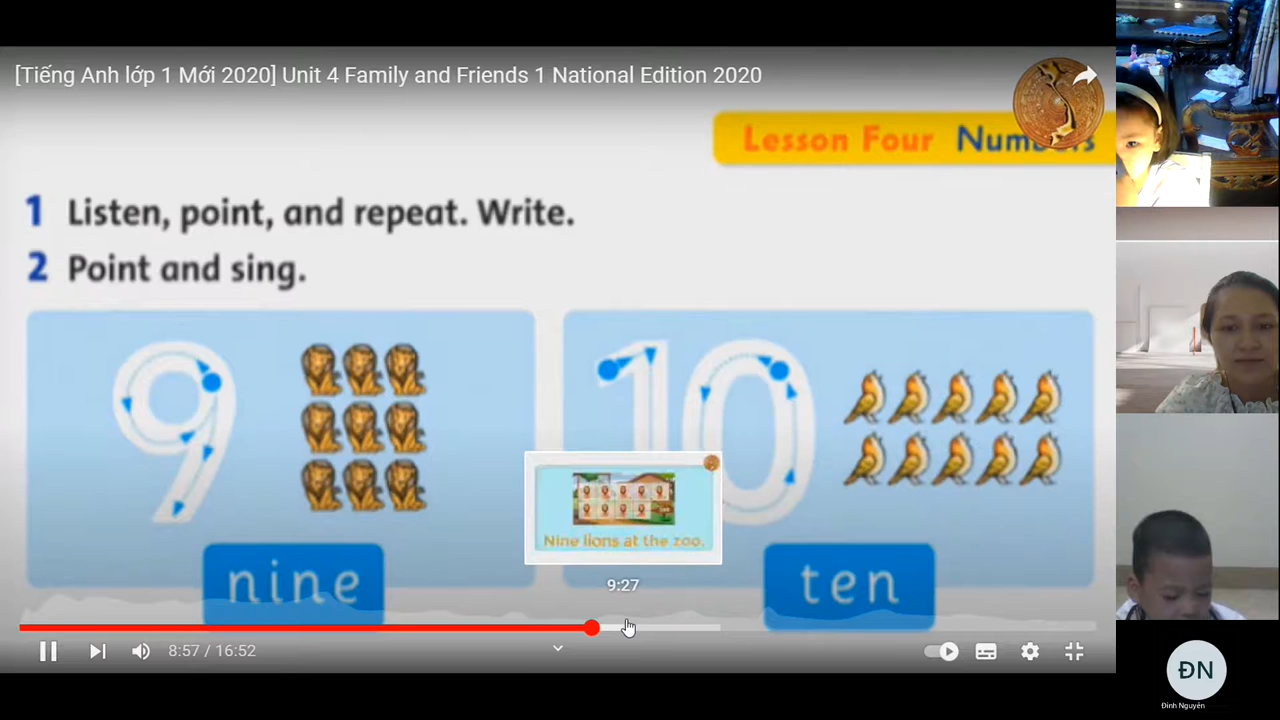 [Tiếng Anh lớp 1 Mới 2020] Unit 4 Family and Friends 1 National Edition 2020
Lesson Four Numbers
1 Listen, point, and repeat. Write.
2 Point and sing.
9
10
nine
ten
Nine lions at the zoo.
9:27
8:57 / 16:52
ĐN
Đinh Nguyên